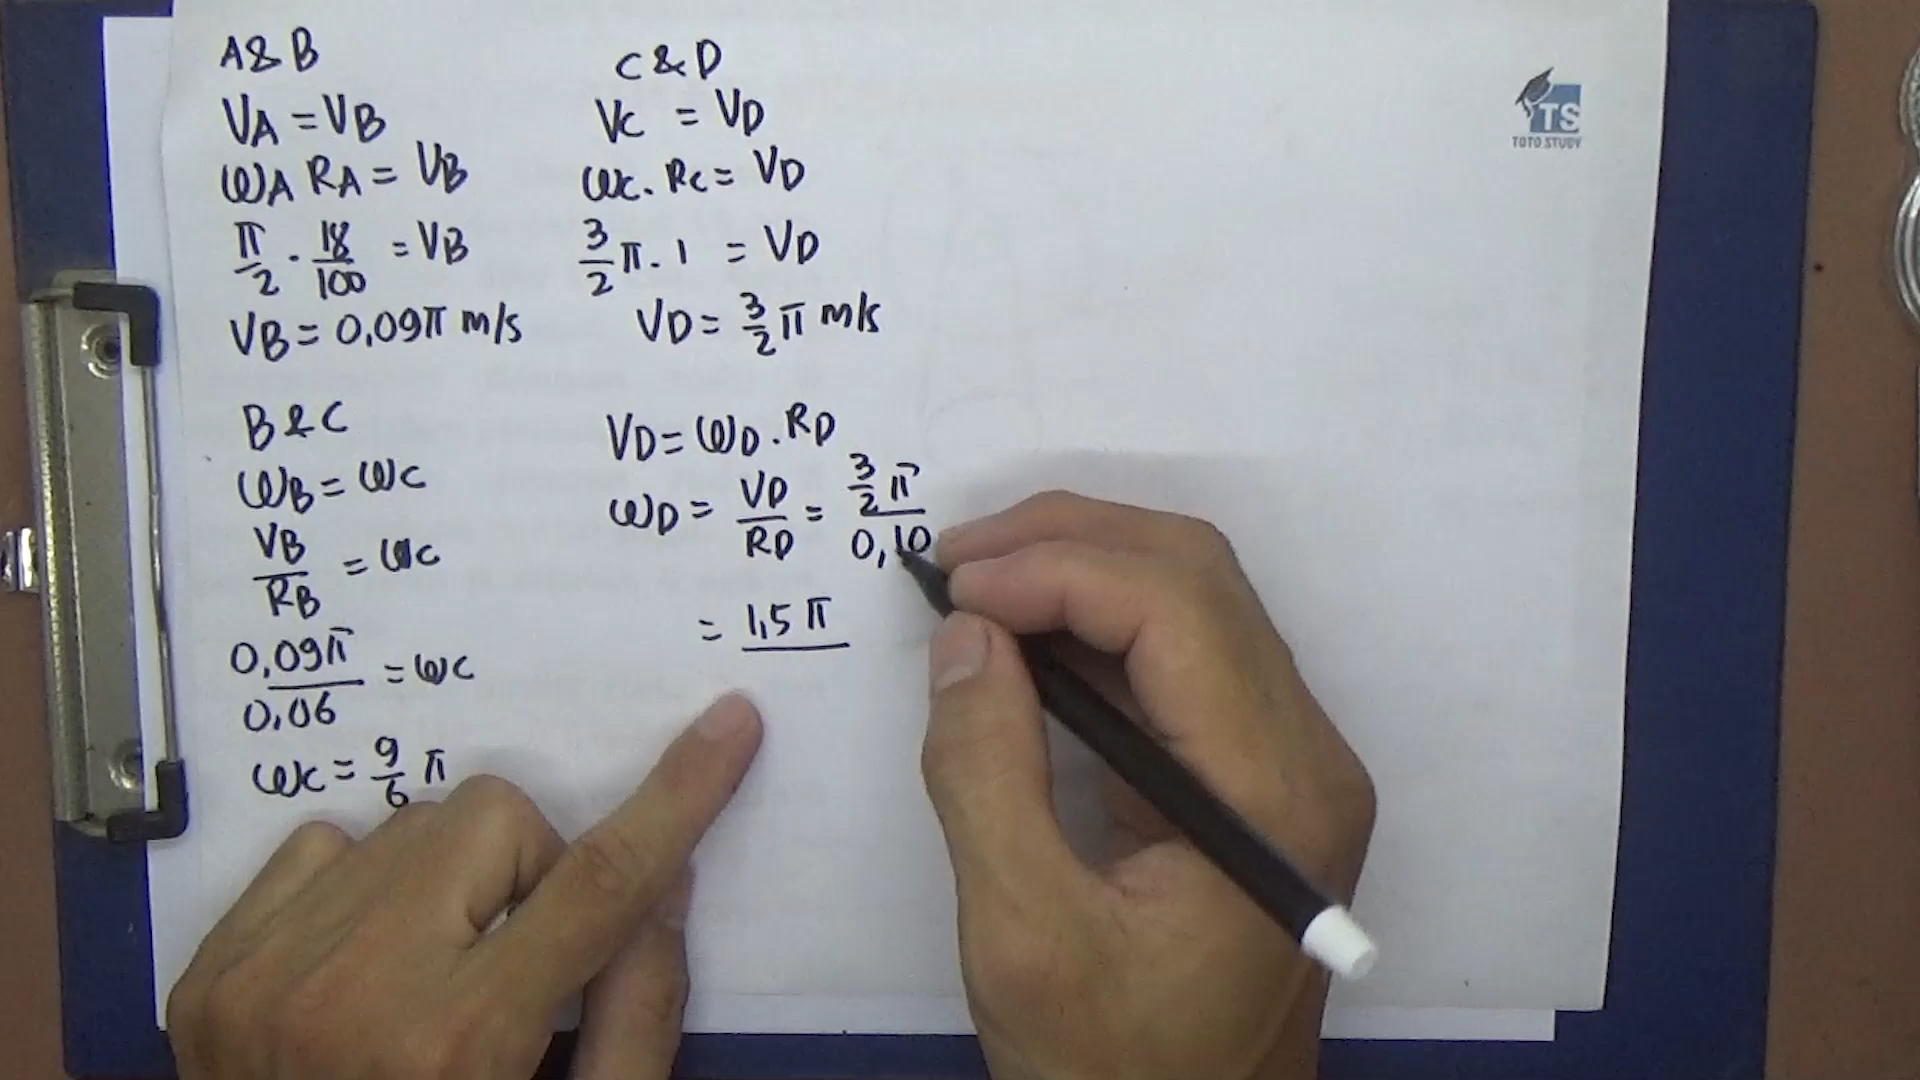 A & B
VA = VB
ωA RA = VB
π/2 · 18/100 = VB
VB = 0,09π m/s
B & C
ωB = ωC
VB/RB = ωC
0,09π/0,06 = ωC
ωC = 9/6 π
C & D
VC = VD
ωC. RC = VD
3/2 π. 1 = VD
VD = 3/2 π m/s
VD = ωD . RD
ωD = VD/RD = 3/2 π/0,10
= 1,5 π
TS
TOTO STUDY